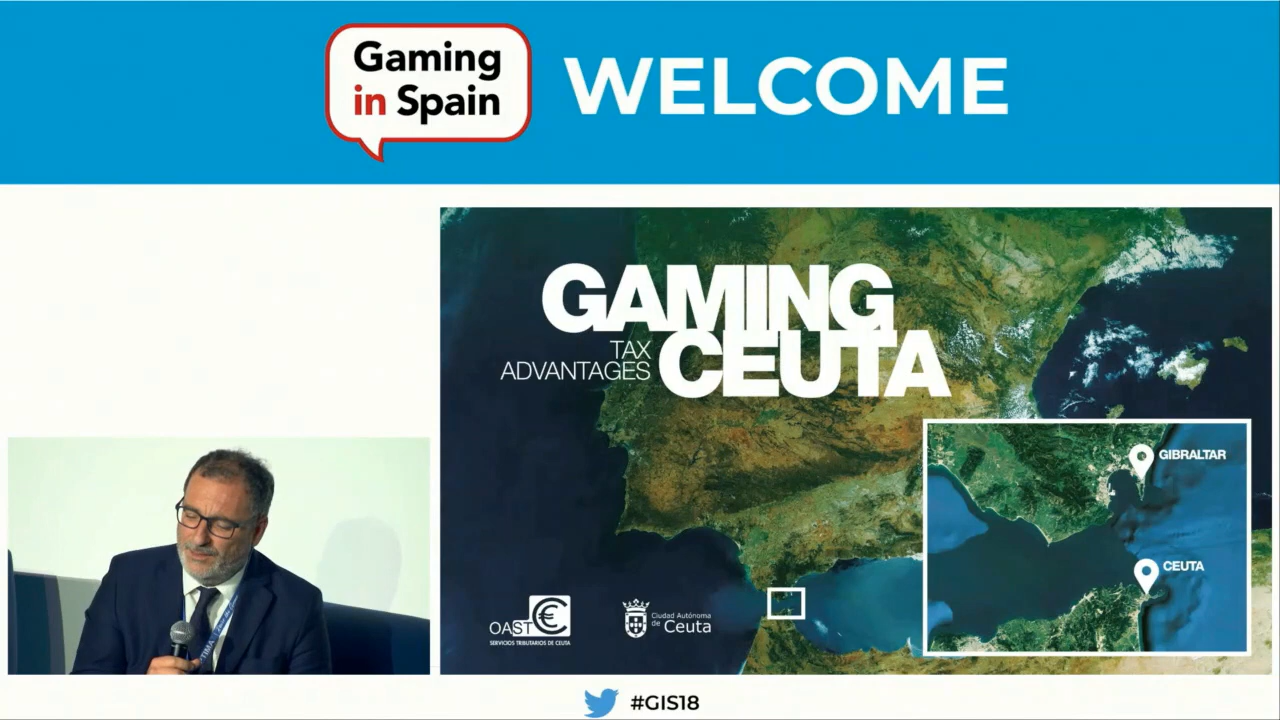 Gaming
in Spain
WELCOME
GAMING
TAX
ADVANTAGES
CEUTA
GIBRALTAR
CEUTA
OAST
SERVICIOS TRIBUTARIOS DE CEUTA
Ciudad Autónoma
de Ceuta
#GIS18